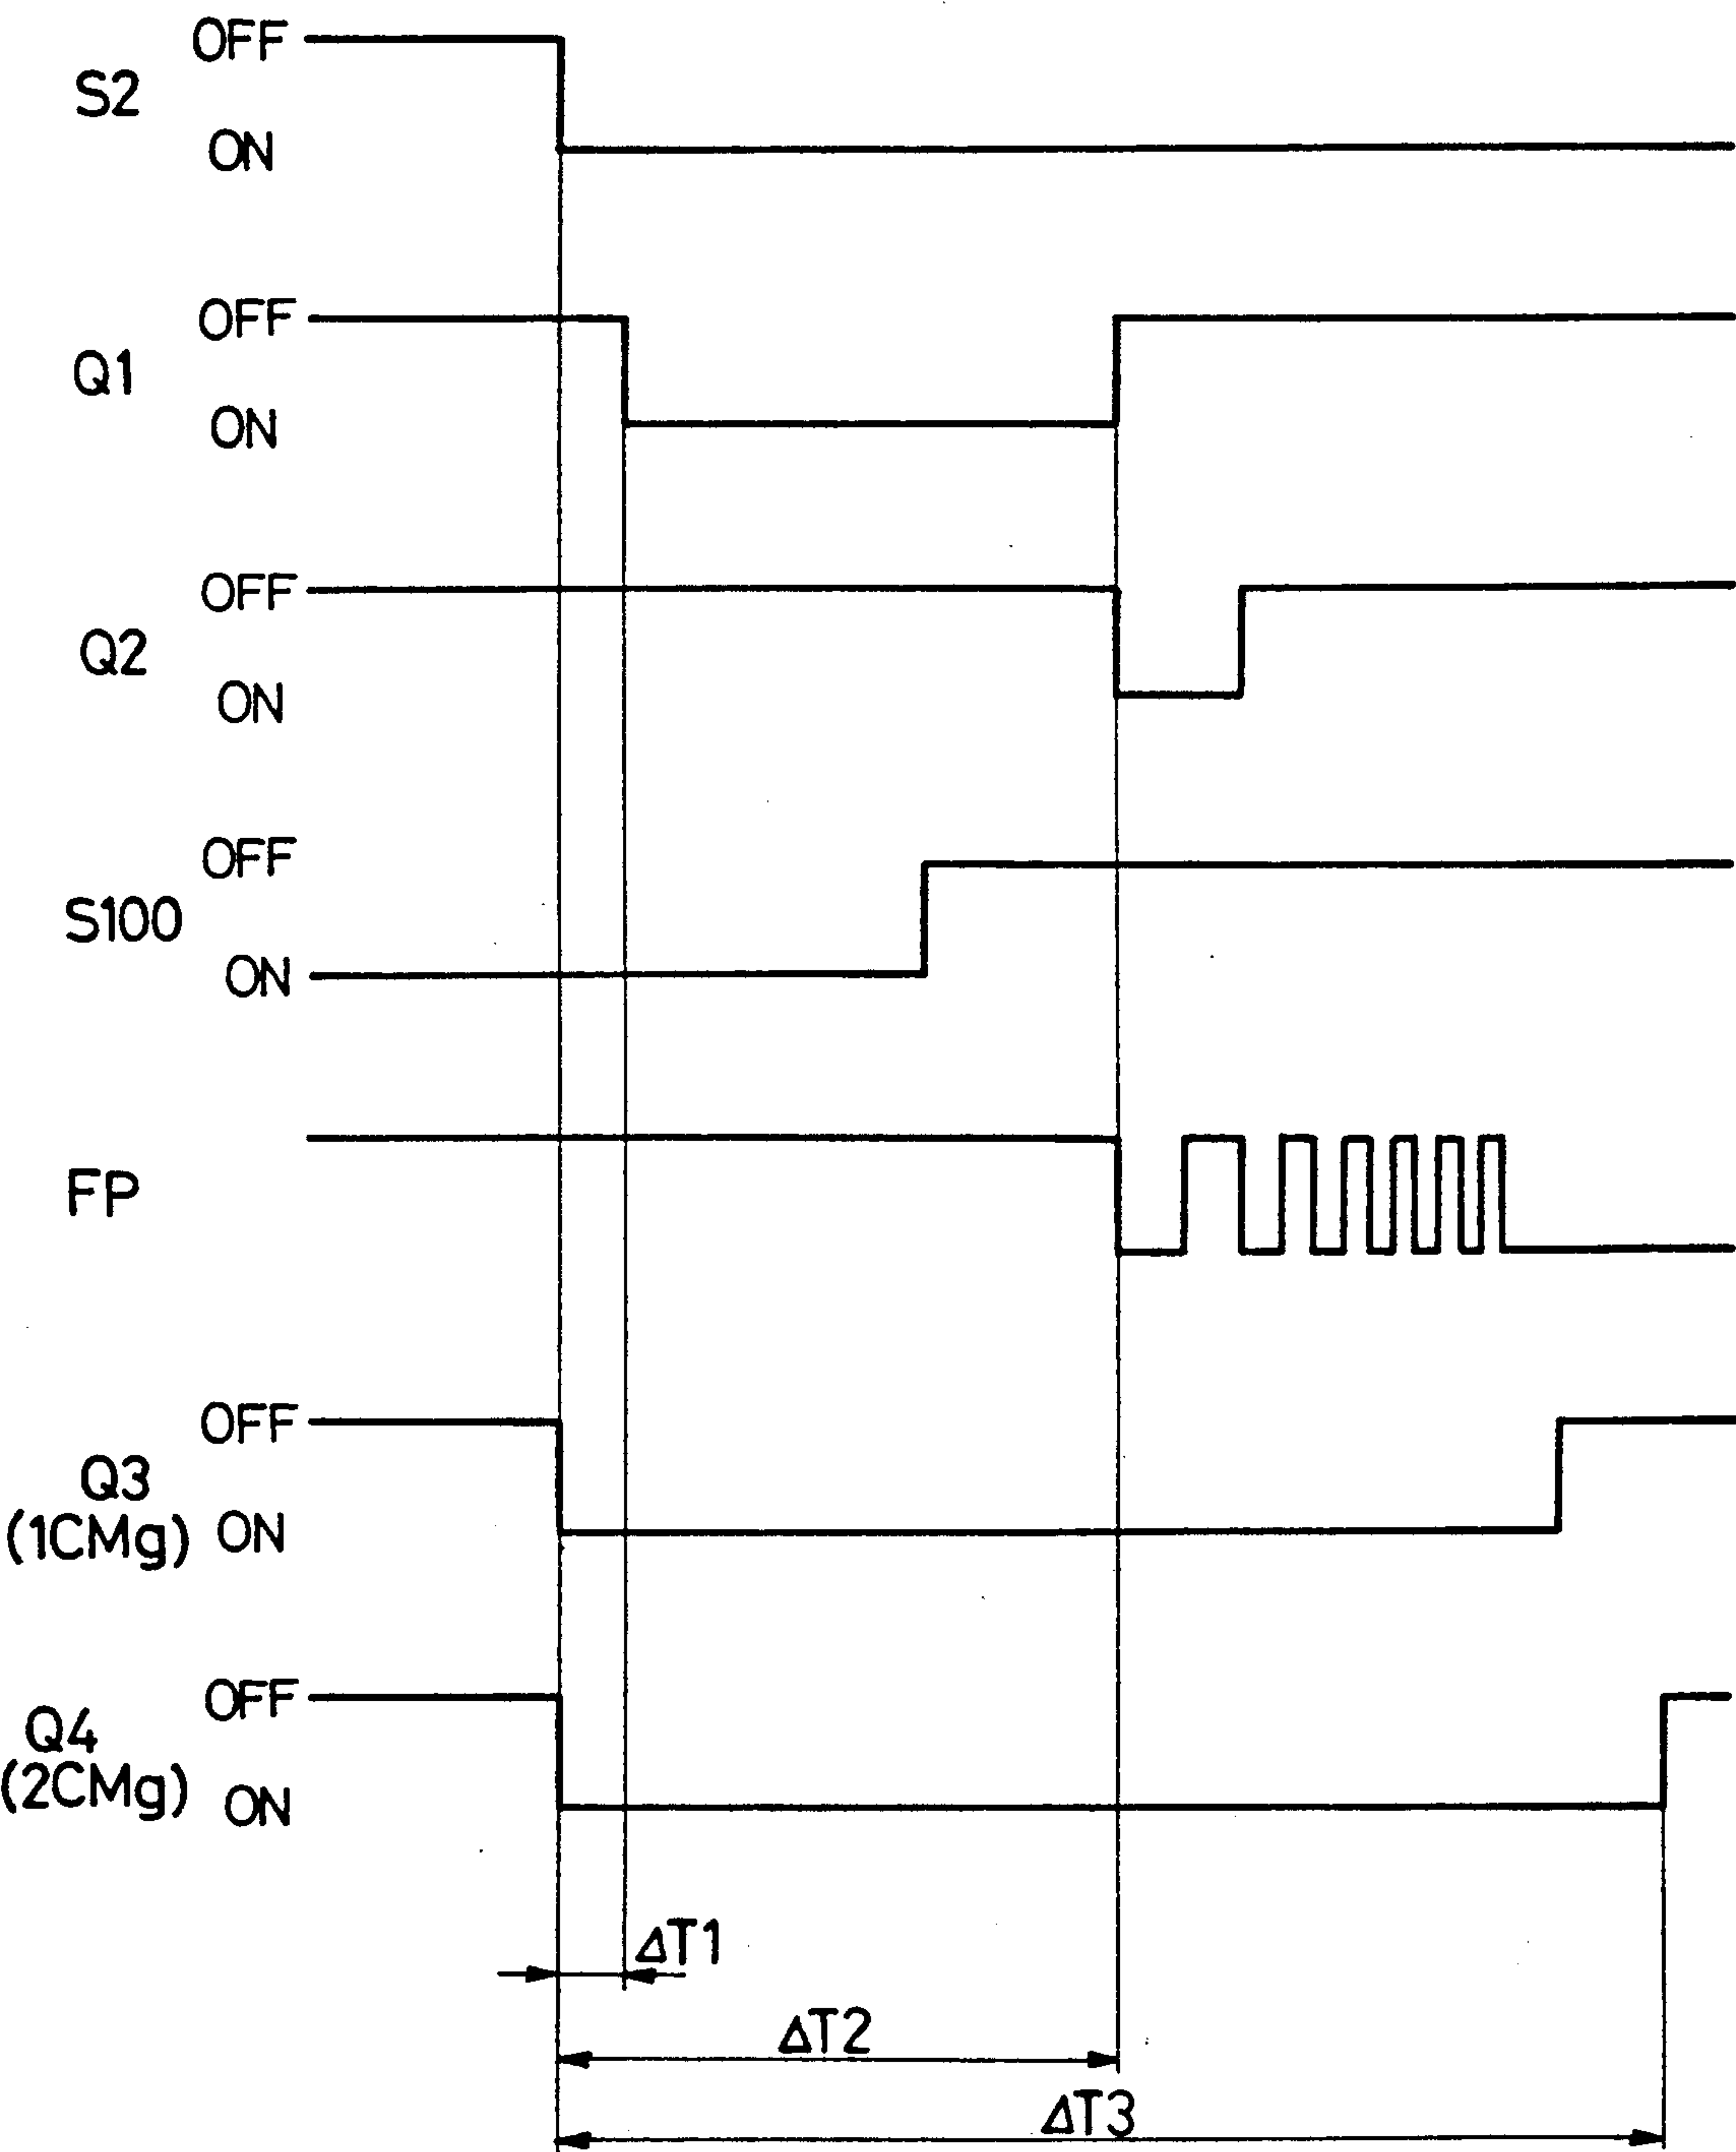 OFF
S2
ON
OFF
Q1
ON
OFF
Q2
ON
OFF
S100
ON
FP
OFF
Q3
(1CMg) ON
OFF
Q4
(2CMg) ON
ΔT1
ΔT2
ΔT3